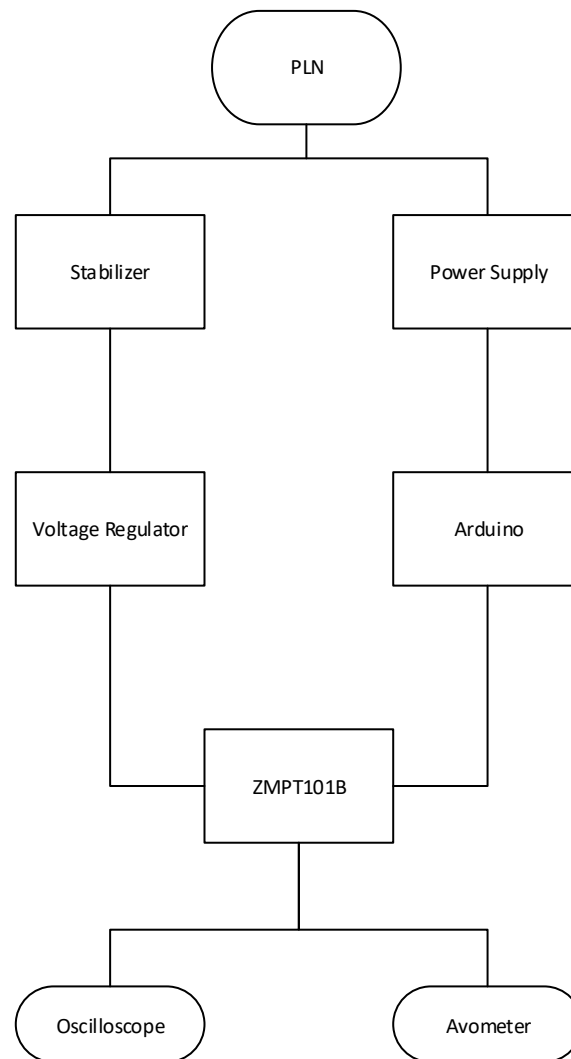 PLN
Stabilizer
Power Supply
Voltage Regulator
Arduino
ZMPT101B
Oscilloscope
Avometer